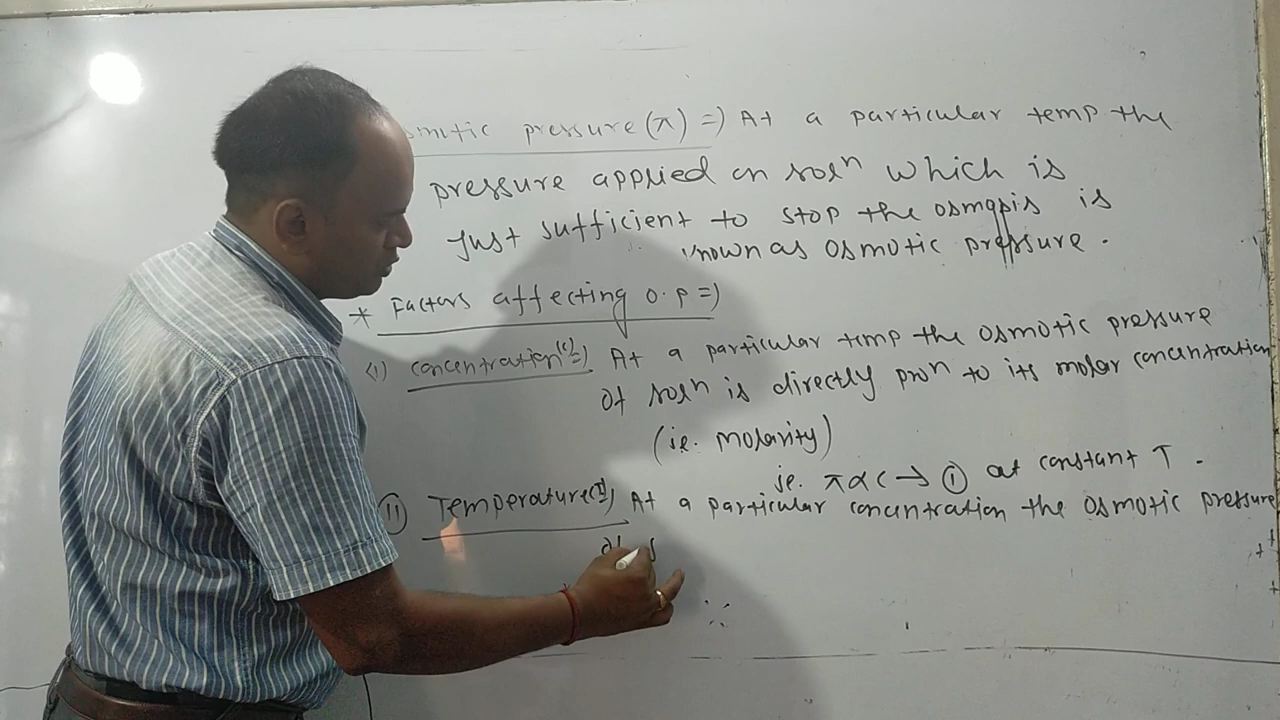 smotic pressure (π) => At a particular temp the
pressure applied on solⁿ which is
just sufficient to stop the osmosis is
known as osmotic pressure.
* Factors affecting O.P =>
(i) concentration(c) => At a particular temp the osmotic pressure
of solⁿ is directly proⁿ to its molar concentration
(ie. molarity)
ie. π α c → ① at constant T.
(ii) Temperature(T) => At a particular concentration the osmotic pressure
of s